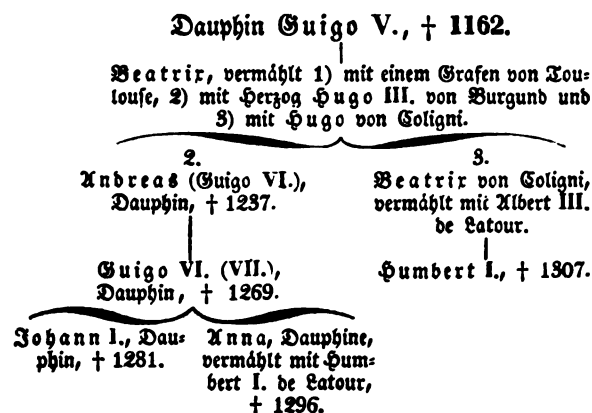 Dauphin Guigo V., † 1162.
Beatrix, vermählt 1) mit einem Grafen von Tou-
louse, 2) mit Herzog Hugo III. von Burgund und
3) mit Hugo von Coligni.
2.
Andreas (Guigo VI.),
Dauphin, † 1237.
3.
Beatrix von Coligni,
vermählt mit Albert III.
de Latour.
Guigo VI. (VII.),
Dauphin, † 1269.
Humbert I., † 1307.
Johann I., Dau-
phin, † 1281.
Anna, Dauphine,
vermählt mit Hum-
bert I. de Latour,
† 1296.